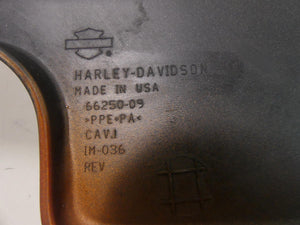 HARLEY-DAVIDSON
MADE IN USA
66250-09
>PPE+PA<
CAV.1
IM-036
REV